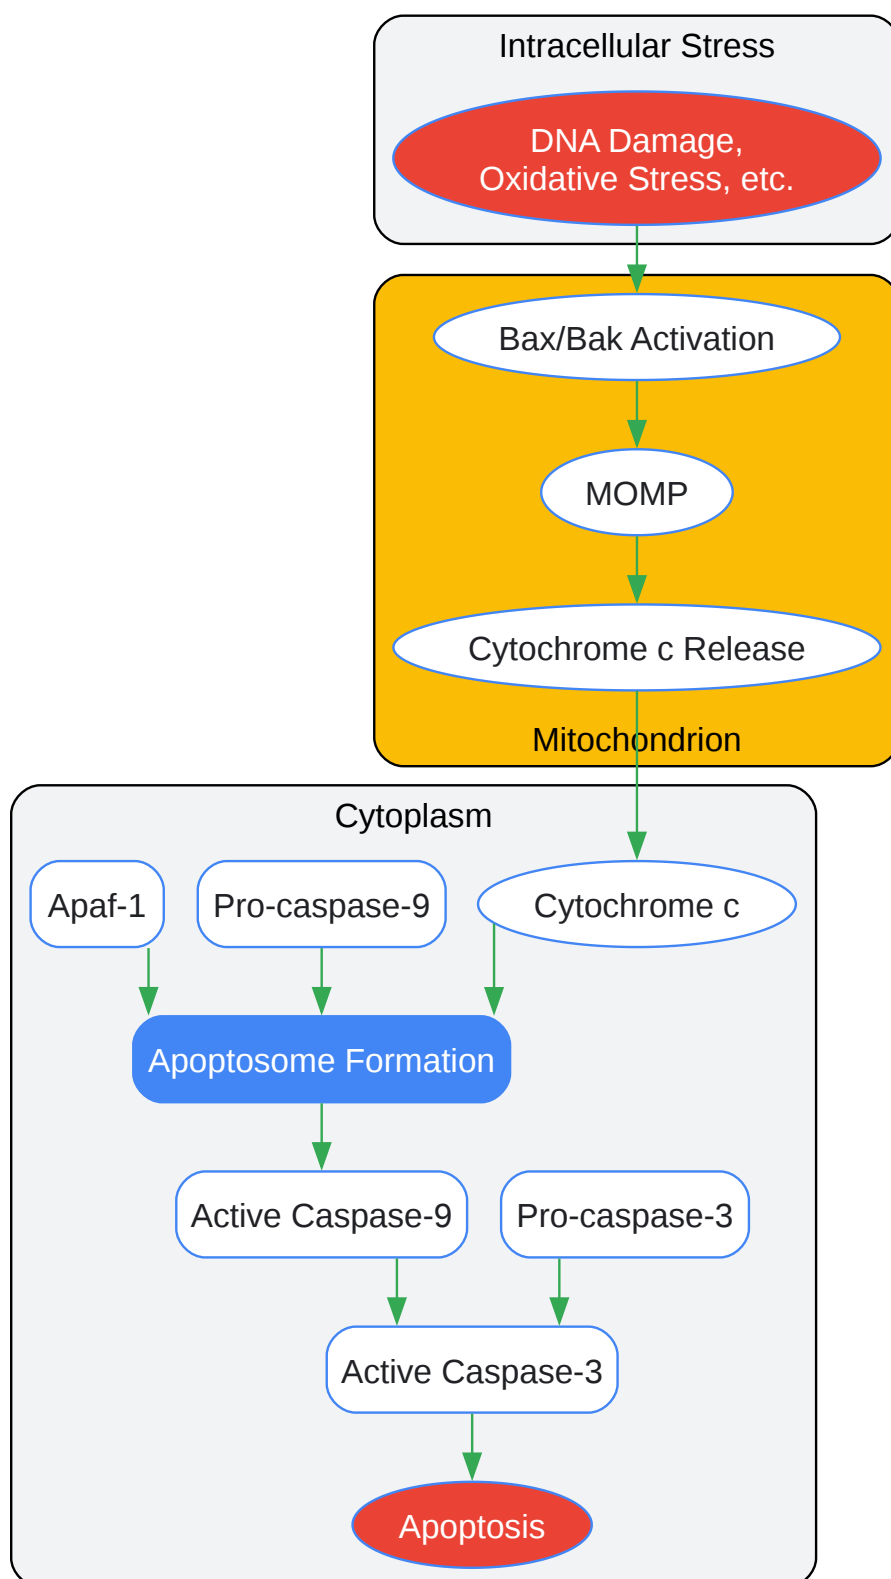 Intracellular Stress
DNA Damage,
Oxidative Stress, etc.
Bax/Bak Activation
MOMP
Cytochrome c Release
Mitochondrion
Cytoplasm
Apaf-1
Pro-caspase-9
Cytochrome c
Apoptosome Formation
Active Caspase-9
Pro-caspase-3
Active Caspase-3
Apoptosis